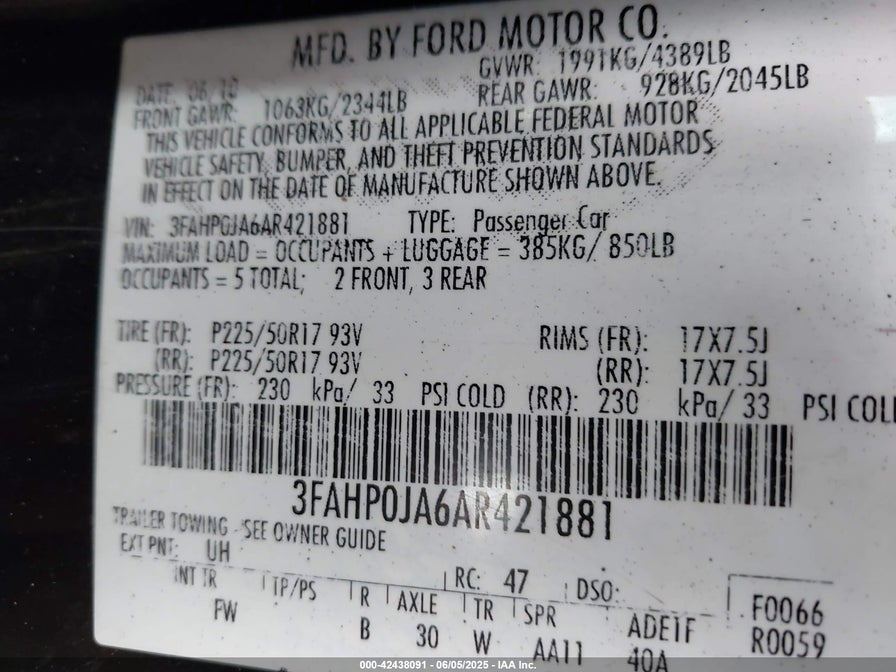 MFD. BY FORD MOTOR CO.
DATE: 06/10 GVWR: 1991KG/4389LB
FRONT GAWR: 1063KG/2344LB REAR GAWR: 928KG/2045LB
THIS VEHICLE CONFORMS TO ALL APPLICABLE FEDERAL MOTOR
VEHICLE SAFETY, BUMPER, AND THEFT PREVENTION STANDARDS
IN EFFECT ON THE DATE OF MANUFACTURE SHOWN ABOVE.
VIN: 3FAHP0JA6AR421881 TYPE: Passenger Car
MAXIMUM LOAD = OCCUPANTS + LUGGAGE = 385KG/ 850LB
OCCUPANTS = 5 TOTAL; 2 FRONT, 3 REAR
TIRE (FR): P225/50R17 93V RIMS (FR): 17X7.5J
(RR): P225/50R17 93V (RR): 17X7.5J
PRESSURE (FR): 230 kPa/ 33 PSI COLD (RR): 230 kPa/ 33 PSI COL
3FAHP0JA6AR421881
TRAILER TOWING - SEE OWNER GUIDE
EXT PNT: UH RC: 47 DSO:
INT TR TP/PS R AXLE TR SPR F0066
FW B 30 W AA11 ADE1F R0059
40A
000-42438091 - 06/05/2025 - IAA Inc.